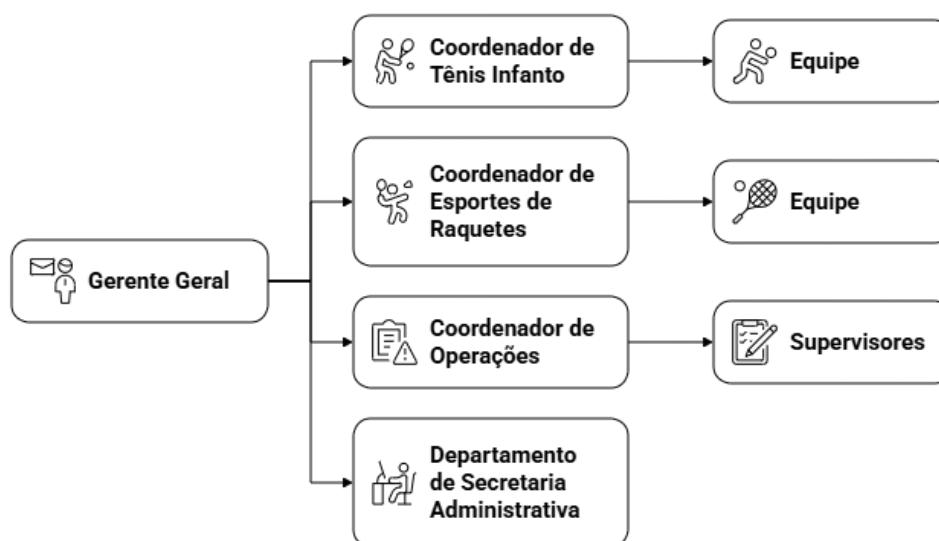 Coordenador de
Tênis Infanto
Equipe
Coordenador de
Esportes de
Raquetes
Equipe
Gerente Geral
Coordenador de
Operações
Supervisores
Departamento
de Secretaria
Administrativa